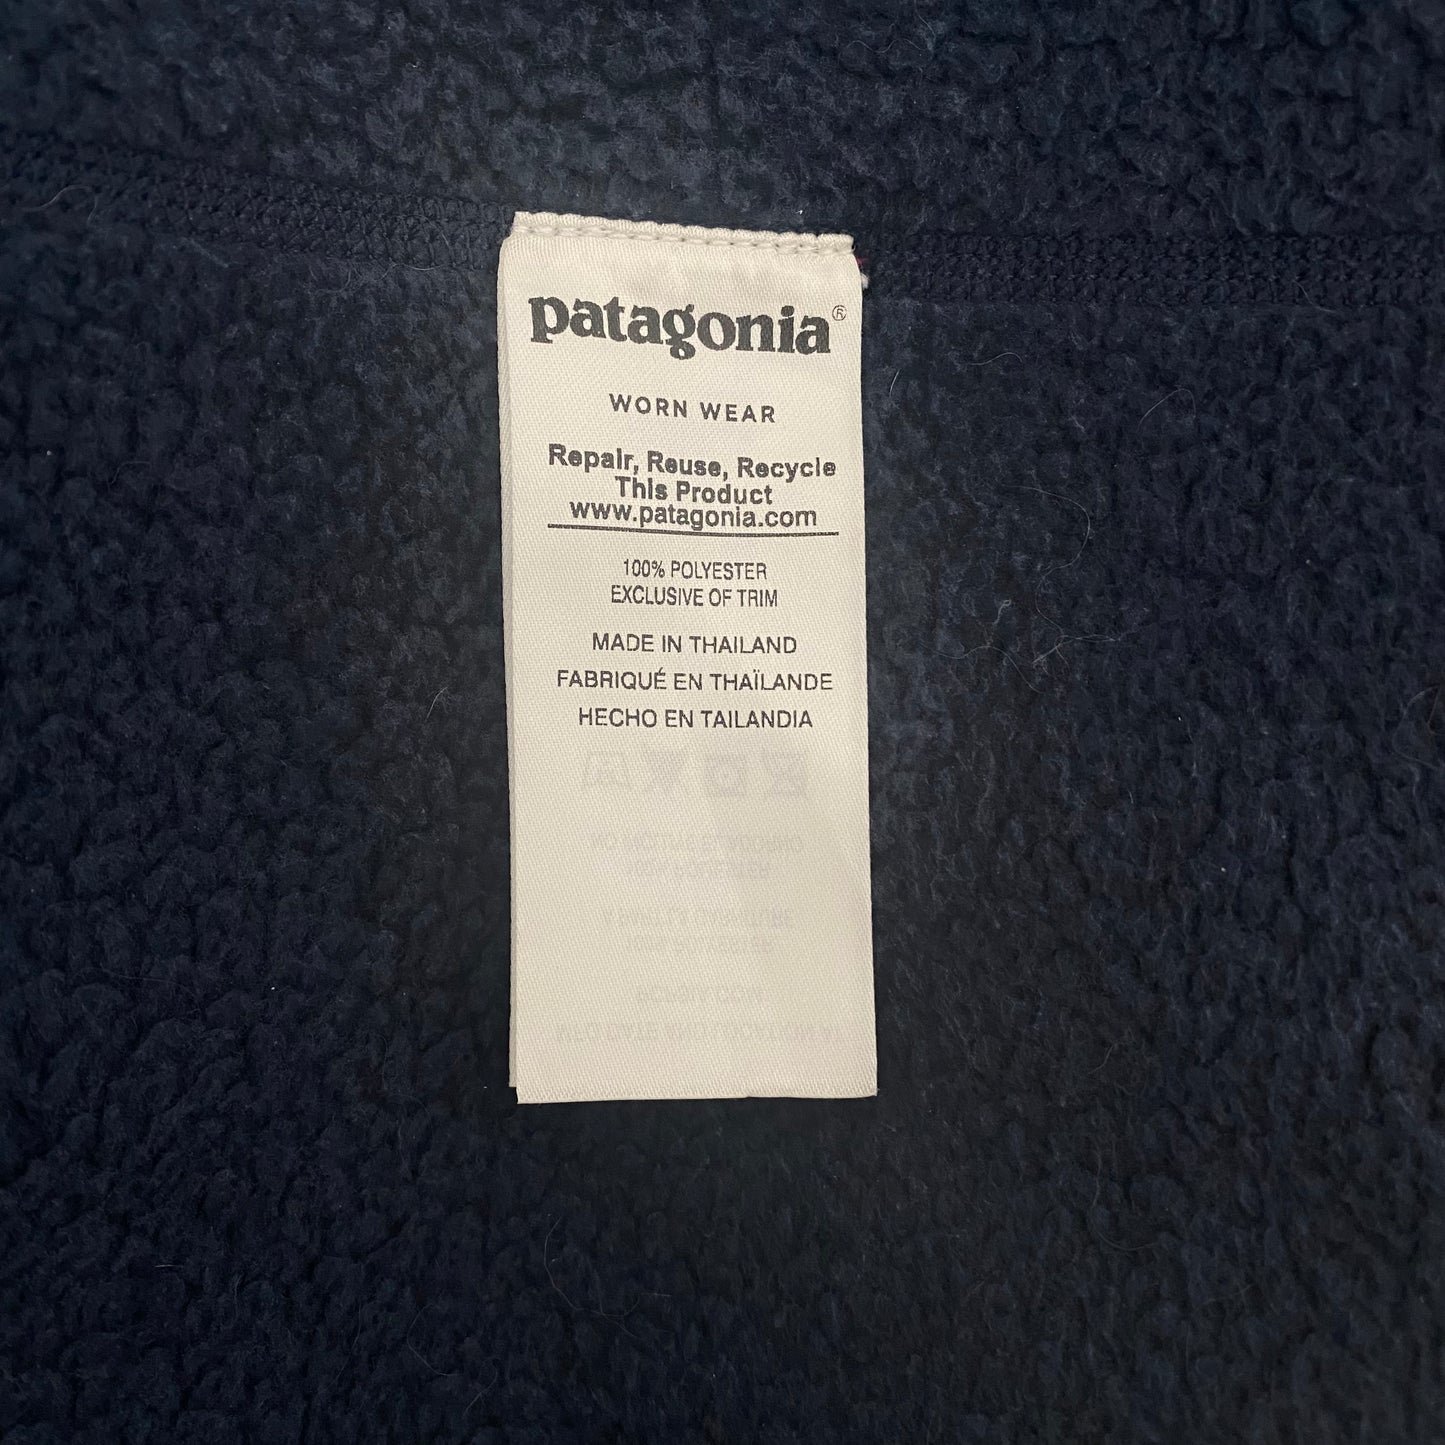 patagonia®
WORN WEAR
Repair, Reuse, Recycle
This Product
www.patagonia.com
100% POLYESTER
EXCLUSIVE OF TRIM
MADE IN THAILAND
FABRIQUÉ EN THAÏLANDE
HECHO EN TAILANDIA